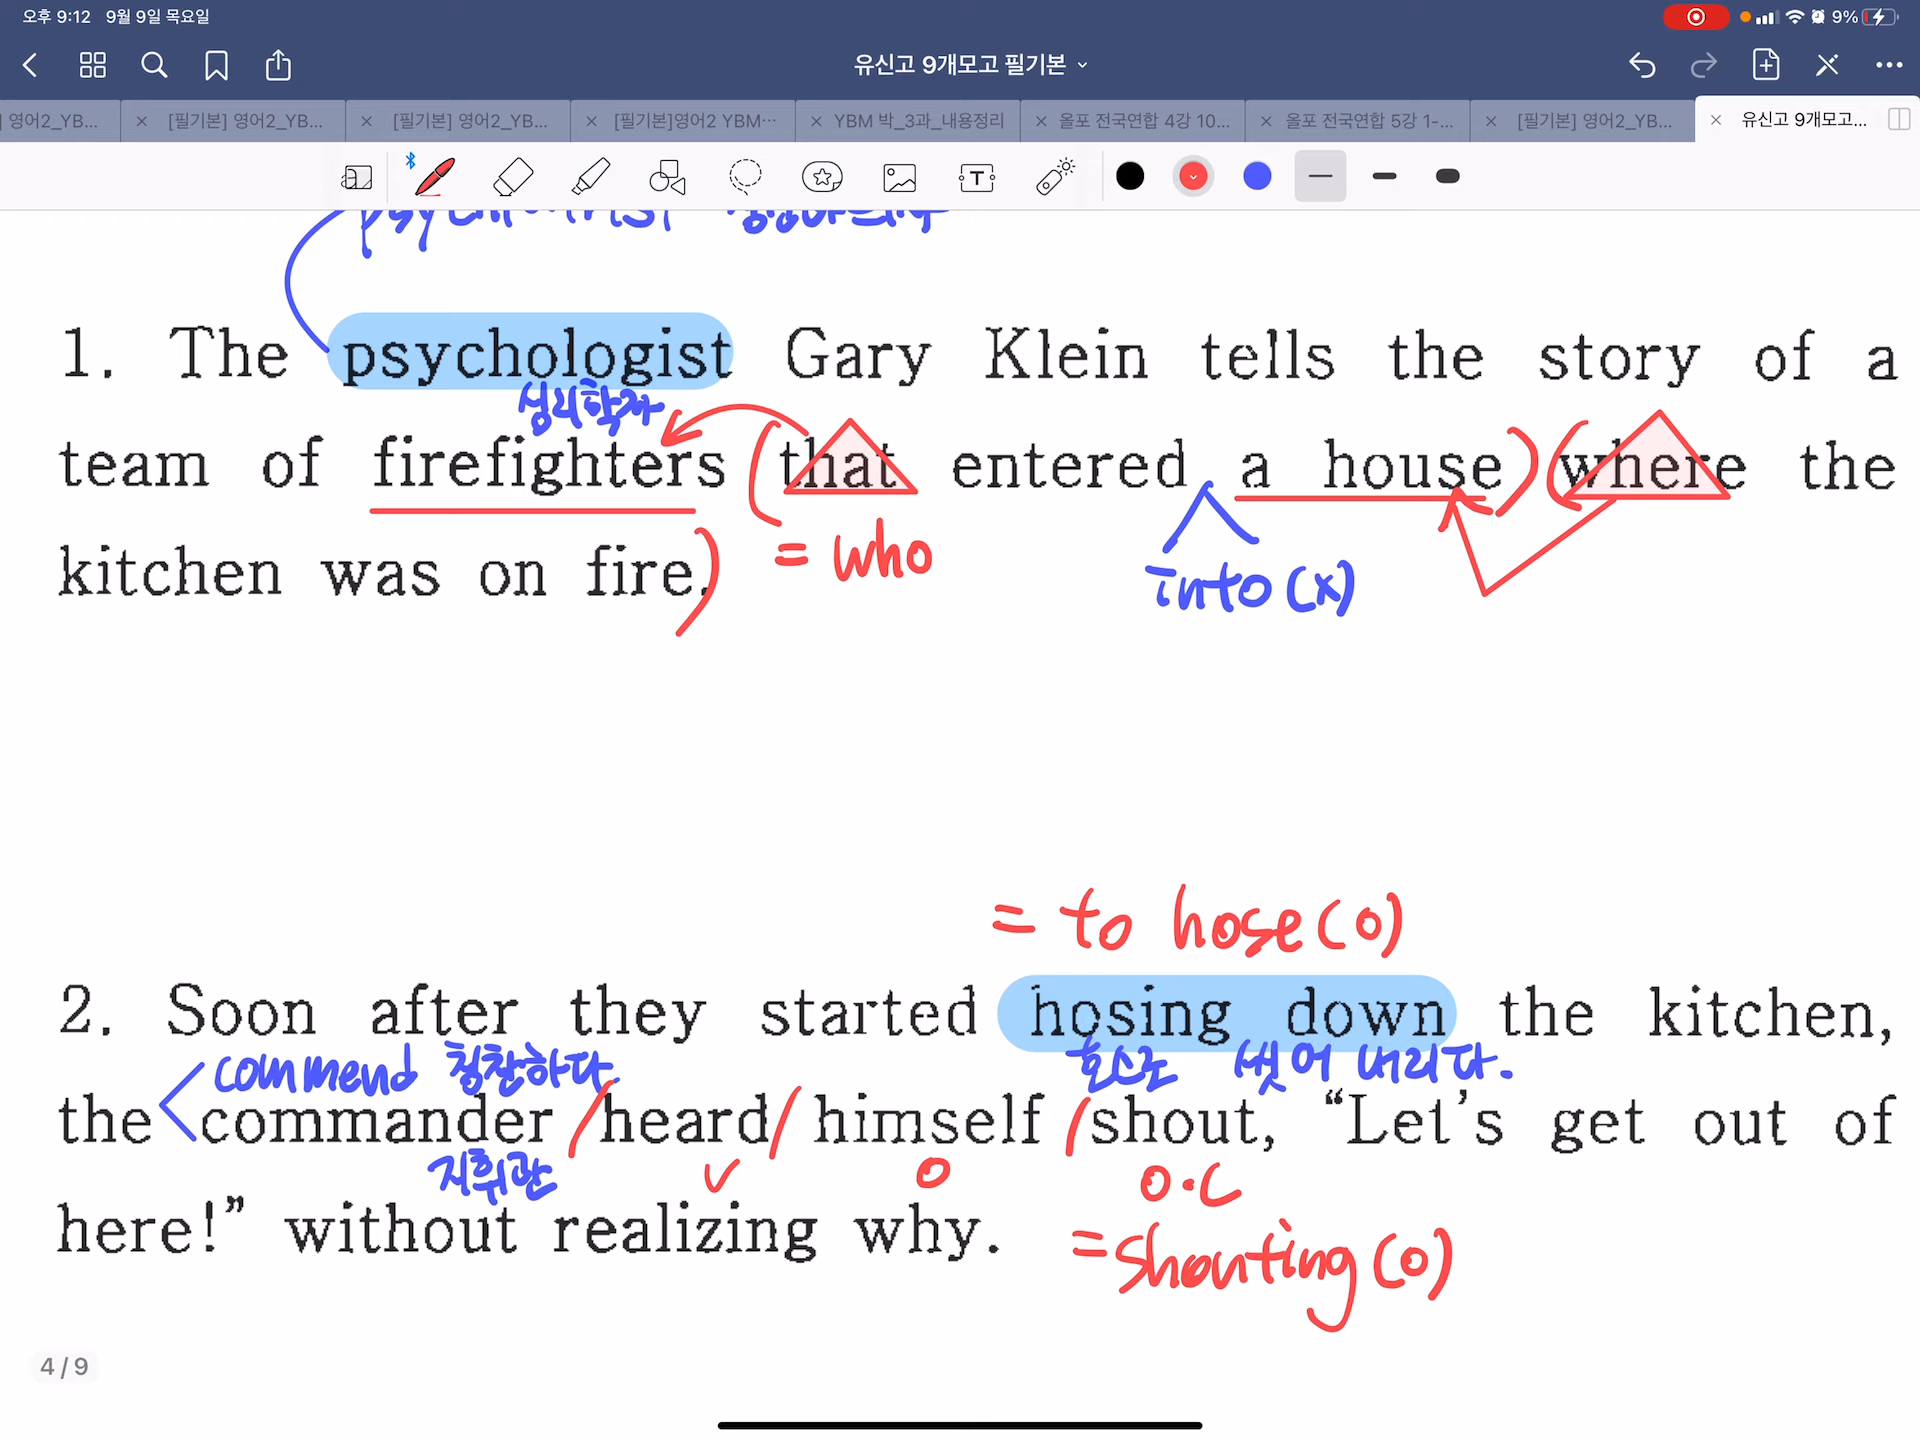 오후 9:12 9월 9일 목요일
9%
유신고 9개모고 필기본
영어2_YB...
[필기본] 영어2_YB...
[필기본] 영어2_YB...
[필기본]영어2 YBM...
YBM 박_3과_내용정리
올포 전국연합 4강 10...
올포 전국연합 5강 1-...
[필기본] 영어2_YB...
유신고 9개모고...
1. The psychologist Gary Klein tells the story of a
심리학자
team of firefighters (that entered a house) (where the
= who
into (x)
kitchen was on fire.)
= to hose (o)
2. Soon after they started hosing down the kitchen,
commend 칭찬하다.
호스로 씻어 내리다.
the commander / heard / himself / shout, “Let’s get out of
지휘관
v o o.c
here!” without realizing why.
= shouting (o)
4 / 9